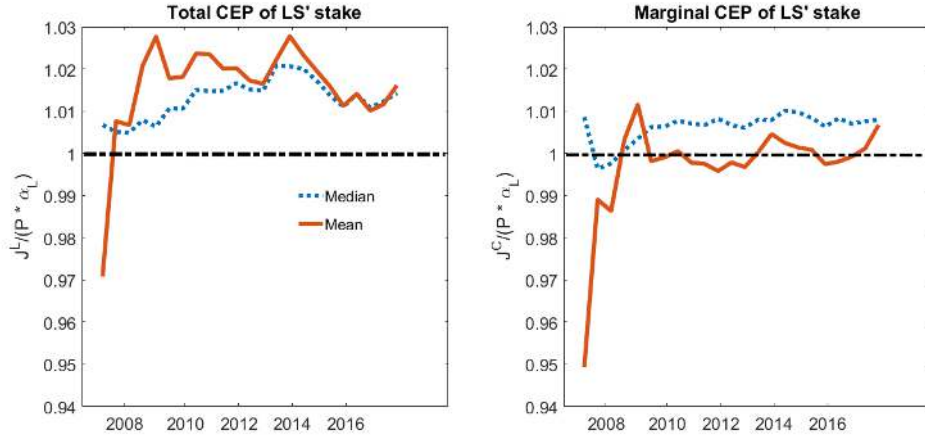 Total CEP of LS' stake
1.03
1.02
1.01
1
0.99
0.98
0.97
0.96
0.95
0.94
J^L/(P * α_L)
Median
Mean
2008 2010 2012 2014 2016
Marginal CEP of LS' stake
1.03
1.02
1.01
1
0.99
0.98
0.97
0.96
0.95
0.94
J^C/(P * α_L)
2008 2010 2012 2014 2016